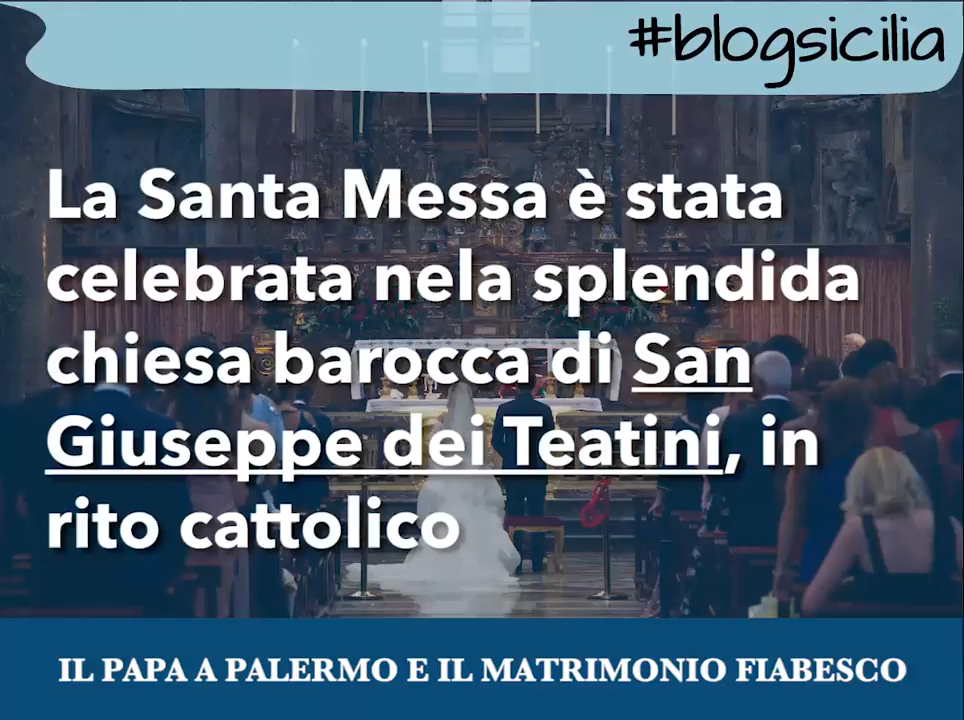 #blogsicilia
La Santa Messa è stata
celebrata nela splendida
chiesa barocca di San
Giuseppe dei Teatini, in
rito cattolico
IL PAPA A PALERMO E IL MATRIMONIO FIABESCO